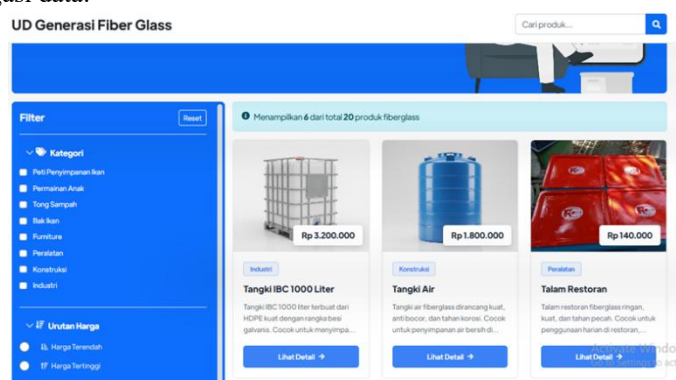 UD Generasi Fiber Glass
Cari produk...
Filter
Reset
Kategori
Peti Penyimpanan Ikan
Permainan Anak
Tong Sampah
Bak Ikan
Furniture
Peralatan
Konstruksi
Industri
Urutan Harga
Harga Terendah
Harga Tertinggi
Menampilkan 6 dari total 20 produk fiberglass
Rp 3.200.000
Industri
Tangki IBC 1000 Liter
Tangki IBC 1000 liter terbuat dari
HDPE kuat dengan rangka besi
galvanis. Cocok untuk menyimpa...
Lihat Detail →
Rp 1.800.000
Konstruksi
Tangki Air
Tangki air fiberglass dirancang kuat,
anti bocor, dan tahan korosi. Cocok
untuk penyimpanan air bersih di...
Lihat Detail →
Rp 140.000
Peralatan
Talam Restoran
Talam restoran fiberglass ringan,
kuat, dan tahan pecah. Cocok untuk
penggunaan harian di restoran,...
Lihat Detail →
Activate Windo